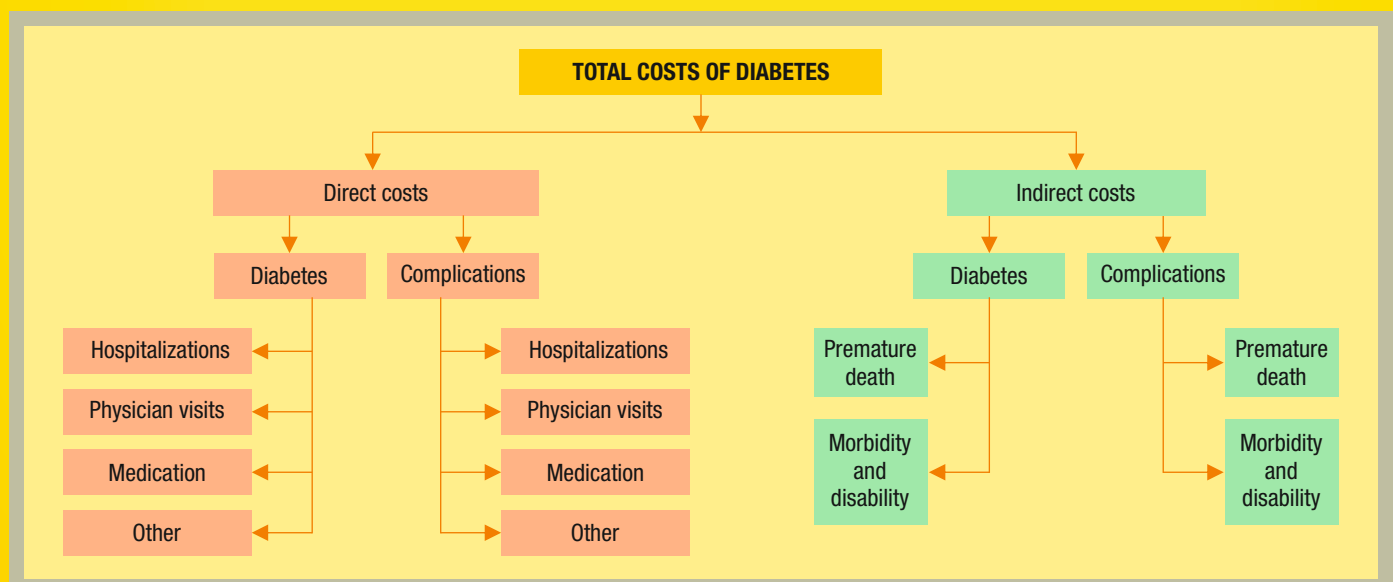 TOTAL COSTS OF DIABETES
Direct costs
Indirect costs
Diabetes
Complications
Diabetes
Complications
Hospitalizations
Physician visits
Medication
Other
Hospitalizations
Physician visits
Medication
Other
Premature
death
Morbidity
and
disability
Premature
death
Morbidity
and
disability